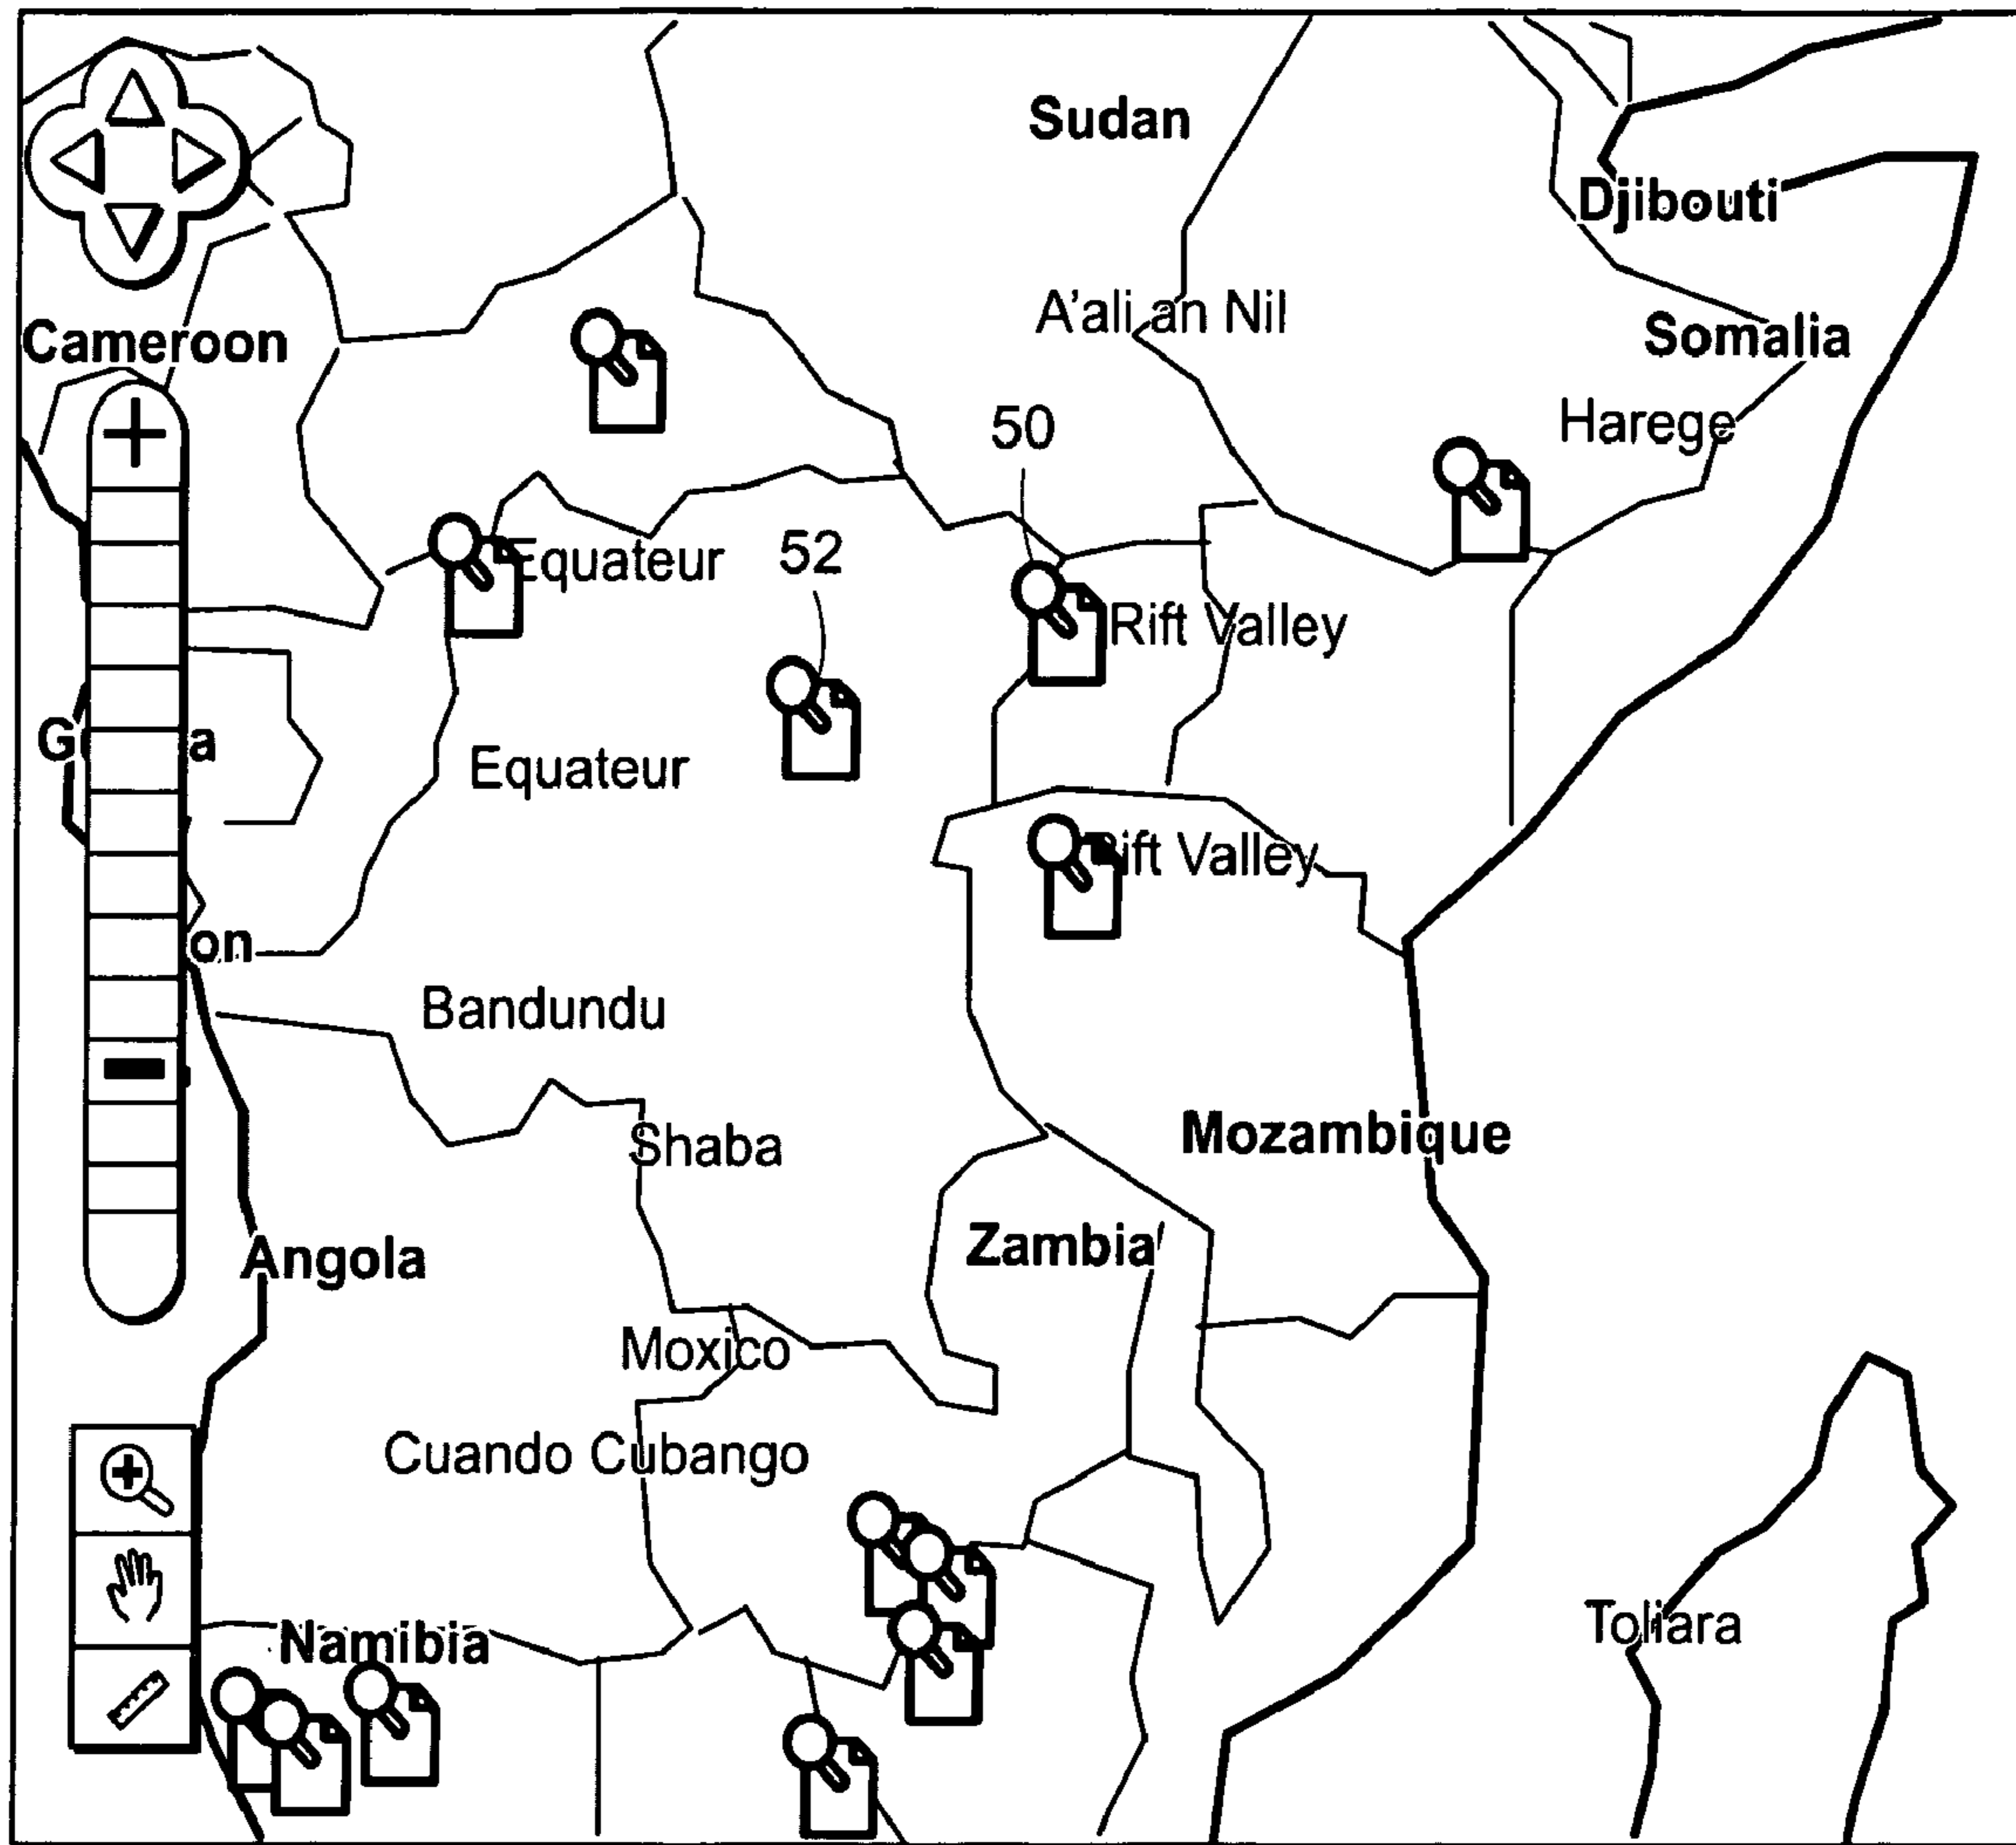 Sudan
Djibouti
A'ali an Nil
Cameroon
Somalia
Harege
50
52
Equateur
Rift Valley
G a
Equateur
Rift Valley
on
Bandundu
Shaba
Mozambique
Zambia
Angola
Moxico
Cuando Cubango
Toliara
Namibia